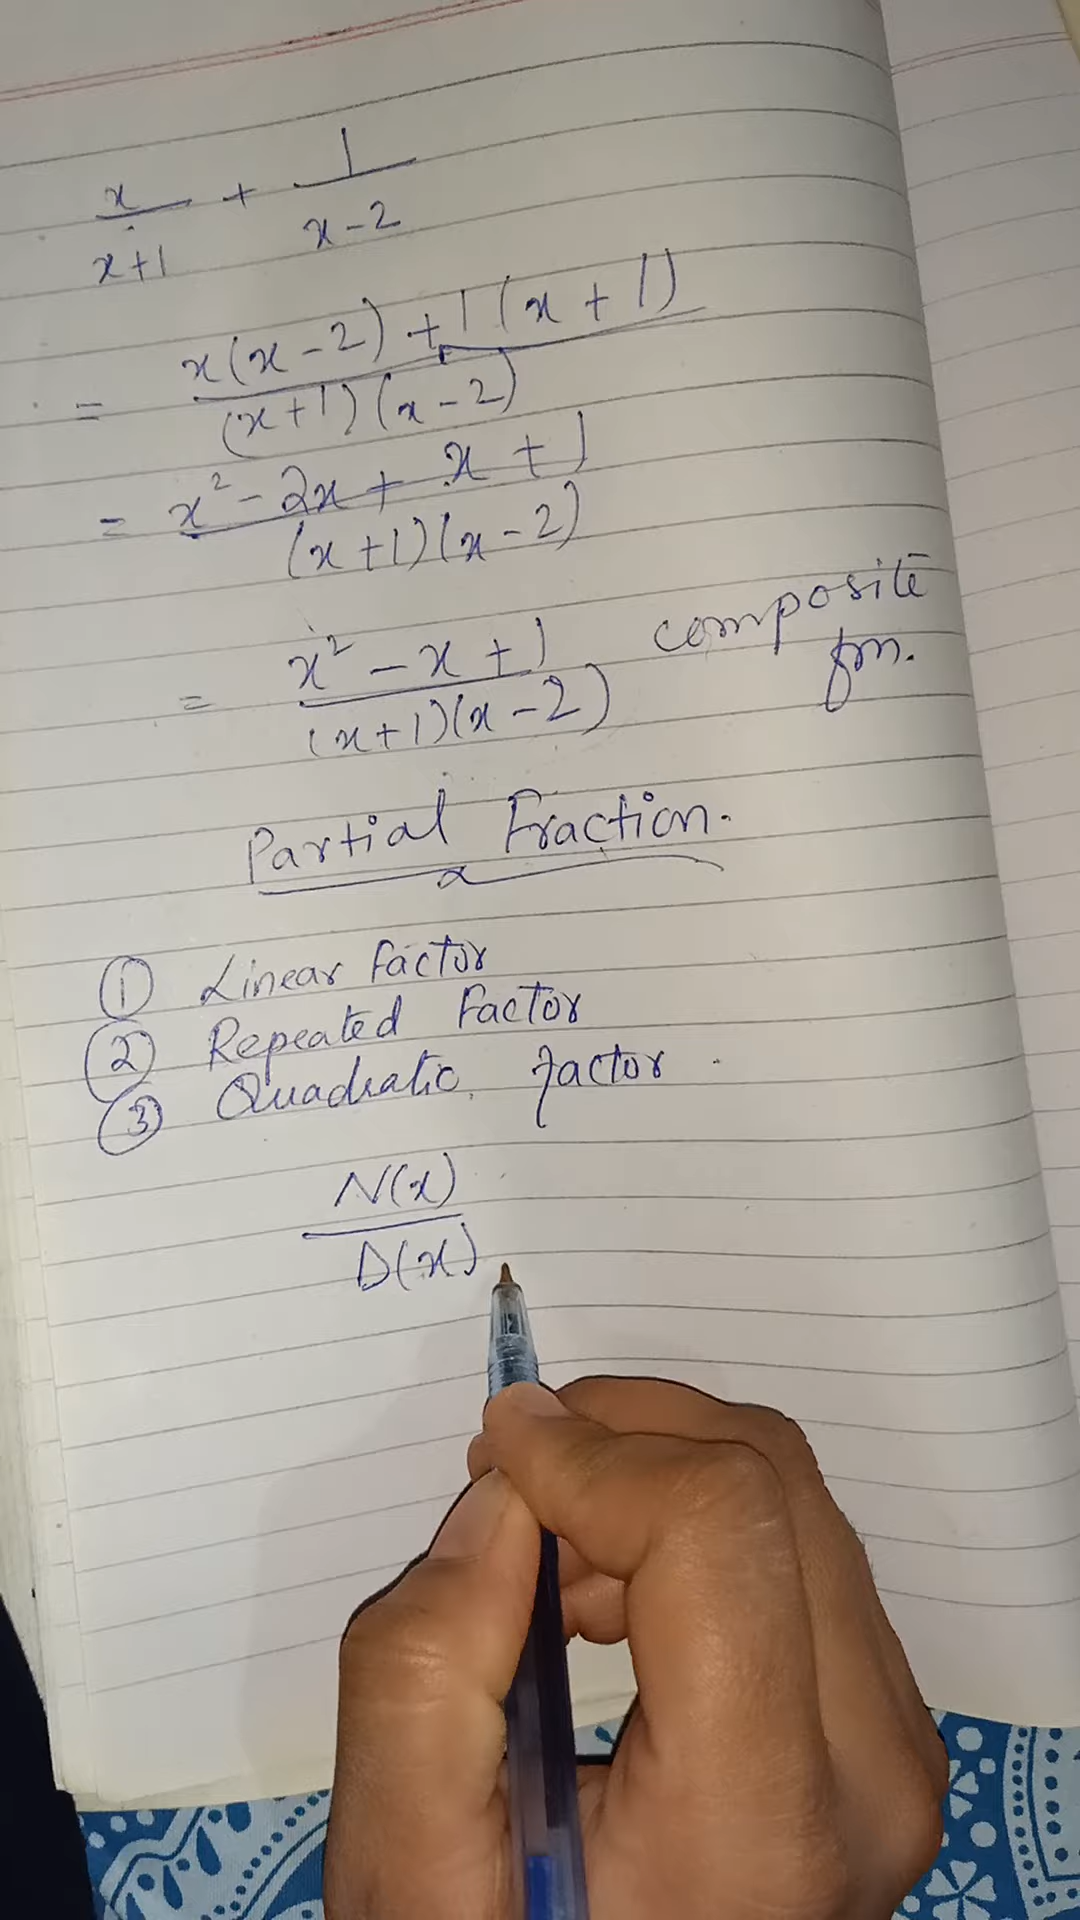 x/x+1 + 1/x-2
= x(x-2)+1(x+1)/(x+1)(x-2)
= x²-2x+x+1/(x+1)(x-2)
= x²-x+1/(x+1)(x-2) composite fn.
Partial Fraction.
① Linear factor
② Repeated Factor
③ Quadratic factor.
N(x)/D(x)